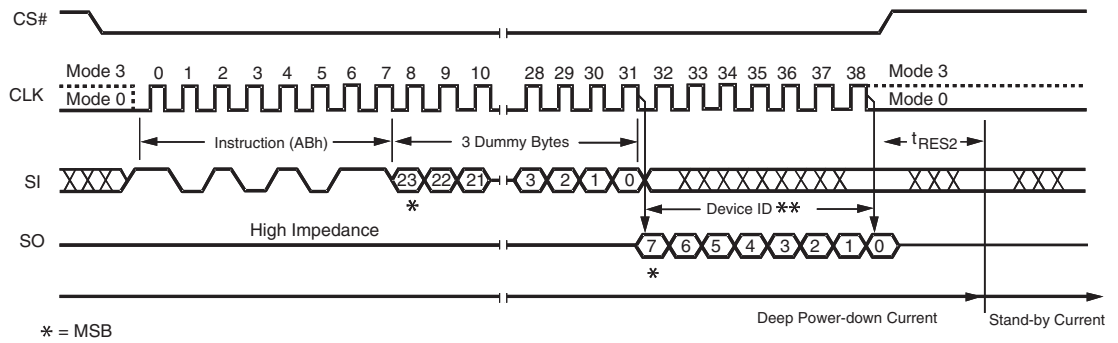 CS#
Mode 3 0 1 2 3 4 5 6 7 8 9 10 28 29 30 31 32 33 34 35 36 37 38 Mode 3
CLK Mode 0 Mode 0
Instruction (ABh) 3 Dummy Bytes tRES2
SI 23 22 21 3 2 1 0
* Device ID **
High Impedance
SO 7 6 5 4 3 2 1 0
*
Deep Power-down Current Stand-by Current
* = MSB